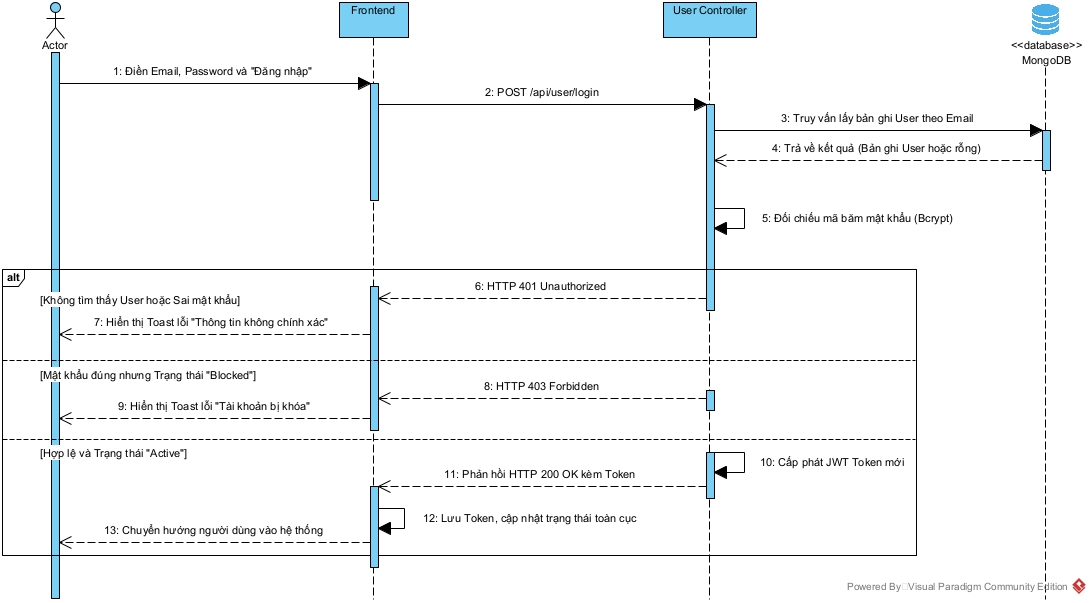 Frontend
User Controller
Actor
<<database>>
MongoDB
1: Điền Email, Password và "Đăng nhập"
2: POST /api/user/login
3: Truy vấn lấy bản ghi User theo Email
4: Trả về kết quả (Bản ghi User hoặc rỗng)
5: Đối chiếu mã băm mật khẩu (Bcrypt)
alt
6: HTTP 401 Unauthorized
[Không tìm thấy User hoặc Sai mật khẩu]
7: Hiển thị Toast lỗi "Thông tin không chính xác"
[Mật khẩu đúng nhưng Trạng thái "Blocked"]
8: HTTP 403 Forbidden
9: Hiển thị Toast lỗi "Tài khoản bị khóa"
[Hợp lệ và Trạng thái "Active"]
10: Cấp phát JWT Token mới
11: Phản hồi HTTP 200 OK kèm Token
12: Lưu Token, cập nhật trạng thái toàn cục
13: Chuyển hướng người dùng vào hệ thống
Powered By Visual Paradigm Community Edition